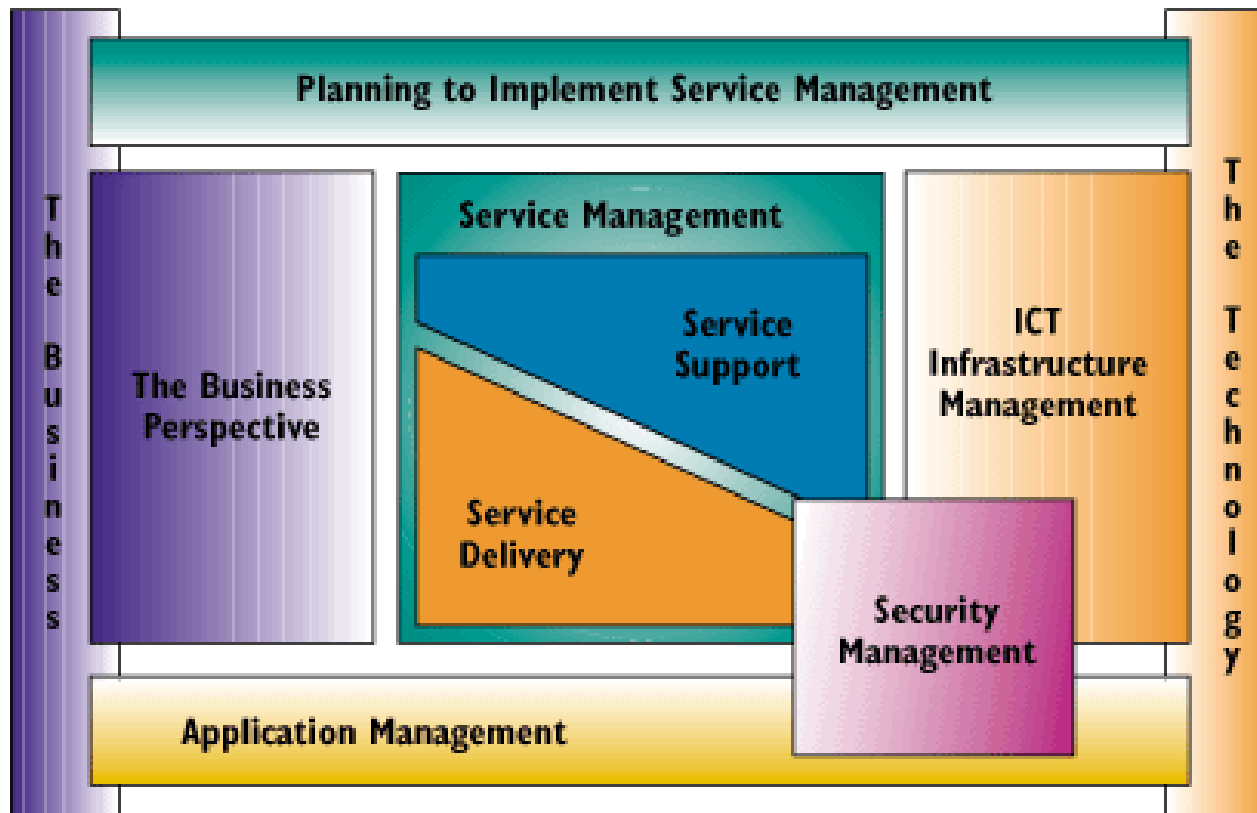 Planning to Implement Service Management
The Business
The Business
Perspective
Service Management
Service
Support
Service
Delivery
ICT
Infrastructure
Management
The Technology
Security
Management
Application Management